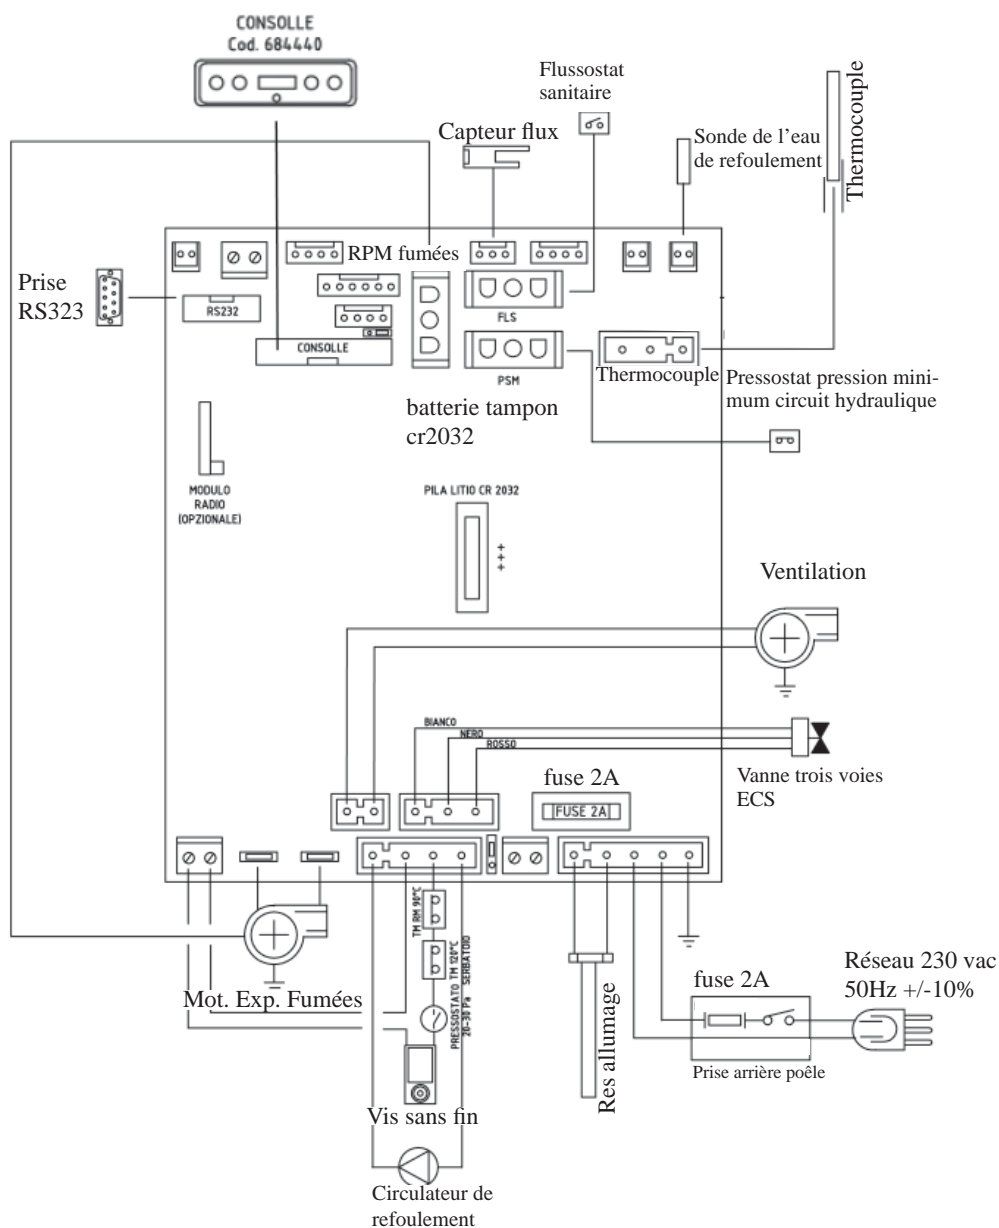 CONSOLLE
Cod. 684440
Flussostat
sanitaire
Capteur flux
Sonde de l'eau
de refoulement
Thermocouple
Prise
RS323
RPM fumées
RS232
FLS
CONSOLLE
PSM
Thermocouple
Pressostat pression mini-
mum circuit hydraulique
batterie tampon
cr2032
MODULO
RADIO
(OPZIONALE)
PILA LITIO CR 2032
+++
Ventilation
BIANCO
NERO
ROSSO
Vanne trois voies
ECS
fuse 2A
FUSE 2A
TM RM 90°C
TM 120°C
SERBATOIO
PRESSOSTATO
20-30 Pa
Mot. Exp. Fumées
Vis sans fin
Circulateur de
refoulement
Res allumage
fuse 2A
Prise arrière poêle
Réseau 230 vac
50Hz +/-10%